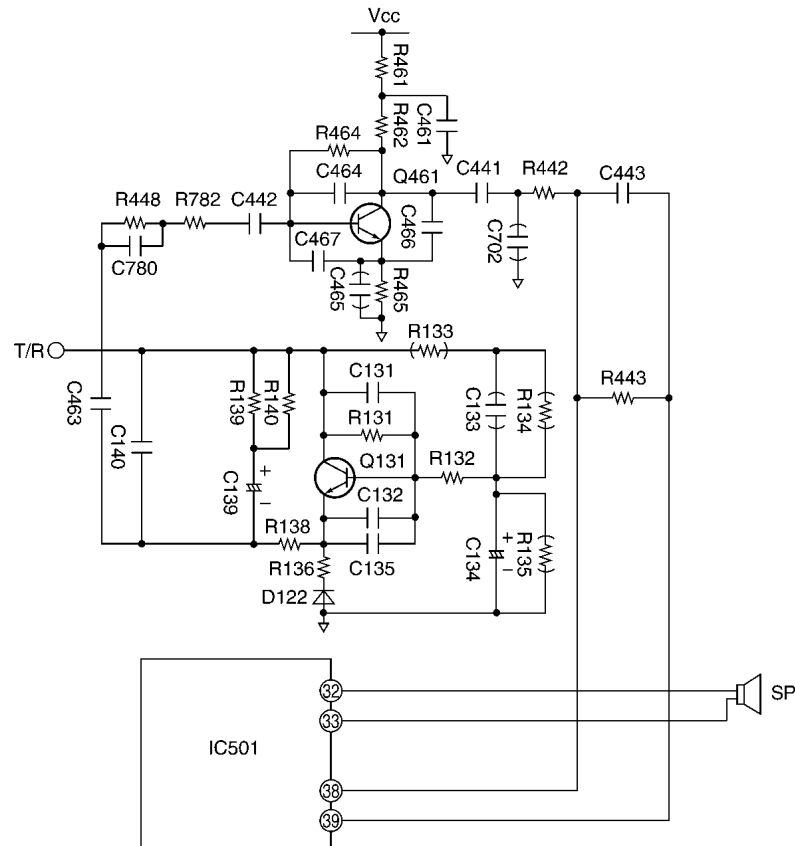 Vcc
R461
R462
C461
R464
C464
Q461
C441
R442
C443
R448
R782
C442
C780
C467
C465
R465
C466
C702
T/R
R133
C463
C140
R139
R140
C139
+
−
C131
R131
Q131
R132
C133
R134
R443
C132
R138
C135
R136
D122
C134
+
−
R135
32
33
SP
IC501
38
39